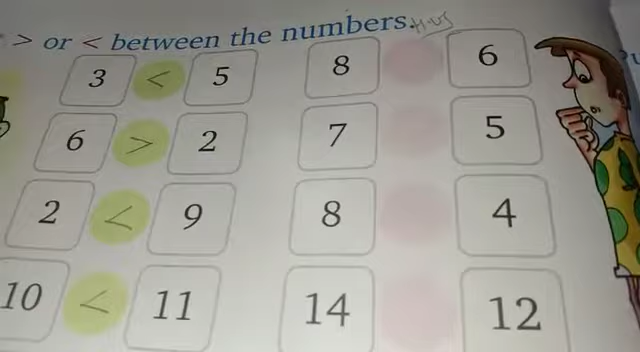 > or < between the numbers.
3 < 5 8 6
6 > 2 7 5
2 < 9 8 4
10 < 11 14 12